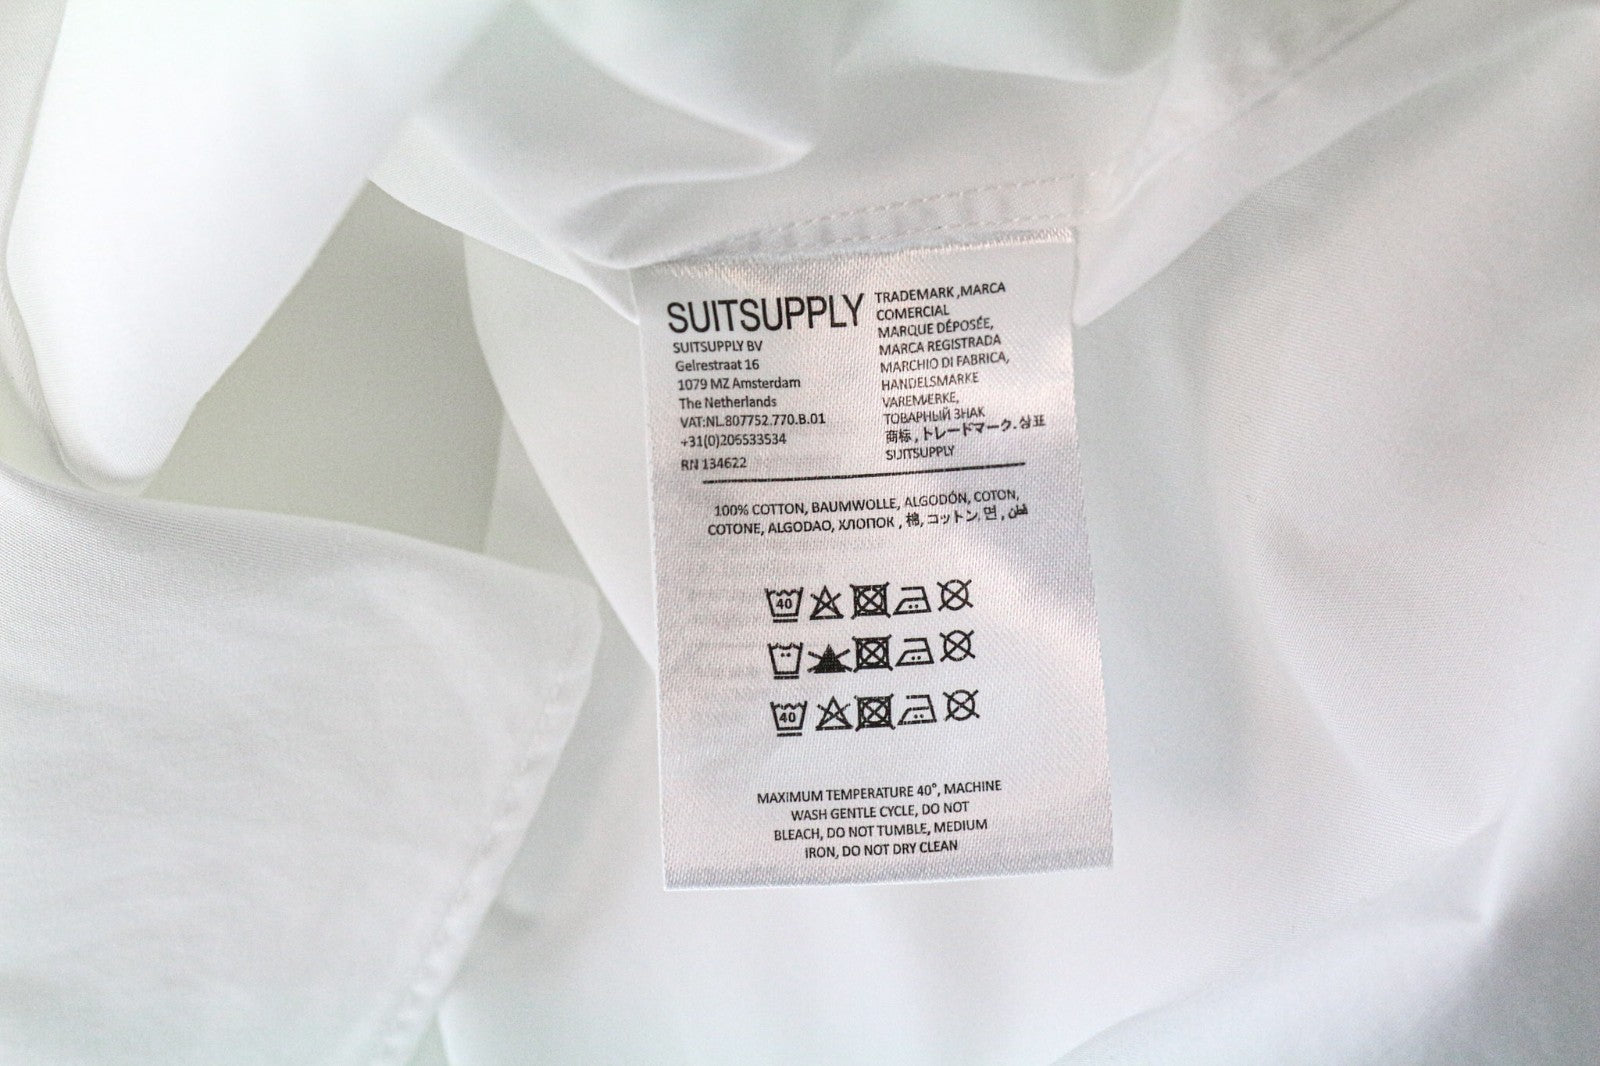 SUITSUPPLY
SUITSUPPLY BV
Gelrestraat 16
1079 MZ Amsterdam
The Netherlands
VAT:NL.807752.770.B.01
+31(0)205533534
RN 134622
TRADEMARK ,MARCA
COMERCIAL
MARQUE DÉPOSÉE,
MARCA REGISTRADA
MARCHIO DI FABRICA,
HANDELSMARKE
VAREMERKE,
ТОВАРНЫЙ ЗНАК
商标 , トレードマーク. 상표
SUITSUPPLY
100% COTTON, BAUMWOLLE, ALGODÓN, COTON,
COTONE, ALGODAO, ХЛОПОК , 棉, コットン, 면 , قطن
40
40
MAXIMUM TEMPERATURE 40°, MACHINE
WASH GENTLE CYCLE, DO NOT
BLEACH, DO NOT TUMBLE, MEDIUM
IRON, DO NOT DRY CLEAN